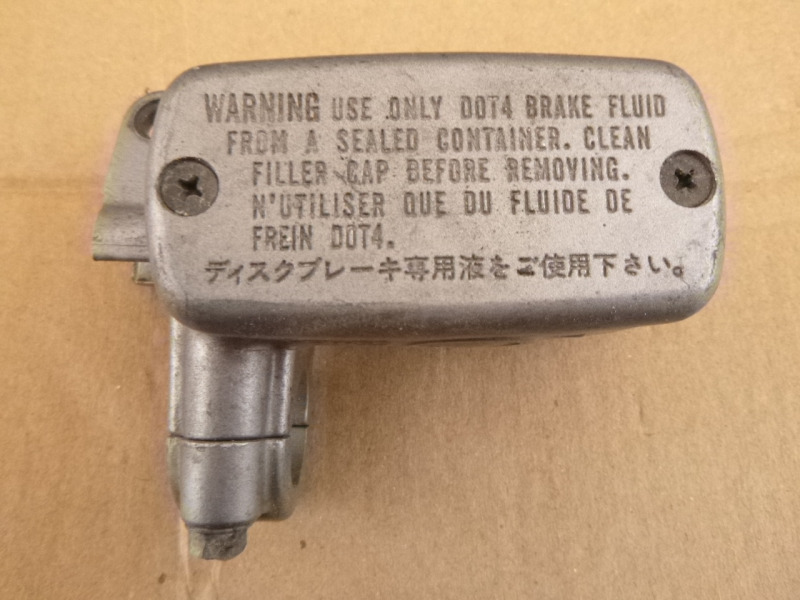 WARNING USE ONLY DOT4 BRAKE FLUID
FROM A SEALED CONTAINER. CLEAN
FILLER CAP BEFORE REMOVING.
N'UTILISER QUE DU FLUIDE DE
FREIN DOT4.
ディスクブレーキ専用液をご使用下さい。